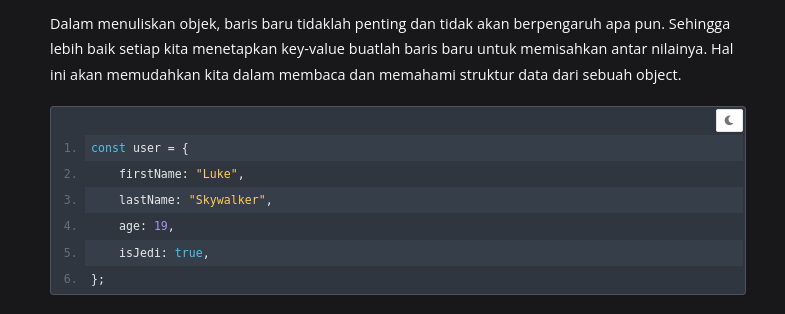 Dalam menuliskan objek, baris baru tidaklah penting dan tidak akan berpengaruh apa pun. Sehingga
lebih baik setiap kita menetapkan key-value buatlah baris baru untuk memisahkan antar nilainya. Hal
ini akan memudahkan kita dalam membaca dan memahami struktur data dari sebuah object.
1. const user = {
2.     firstName: "Luke",
3.     lastName: "Skywalker",
4.     age: 19,
5.     isJedi: true,
6. };